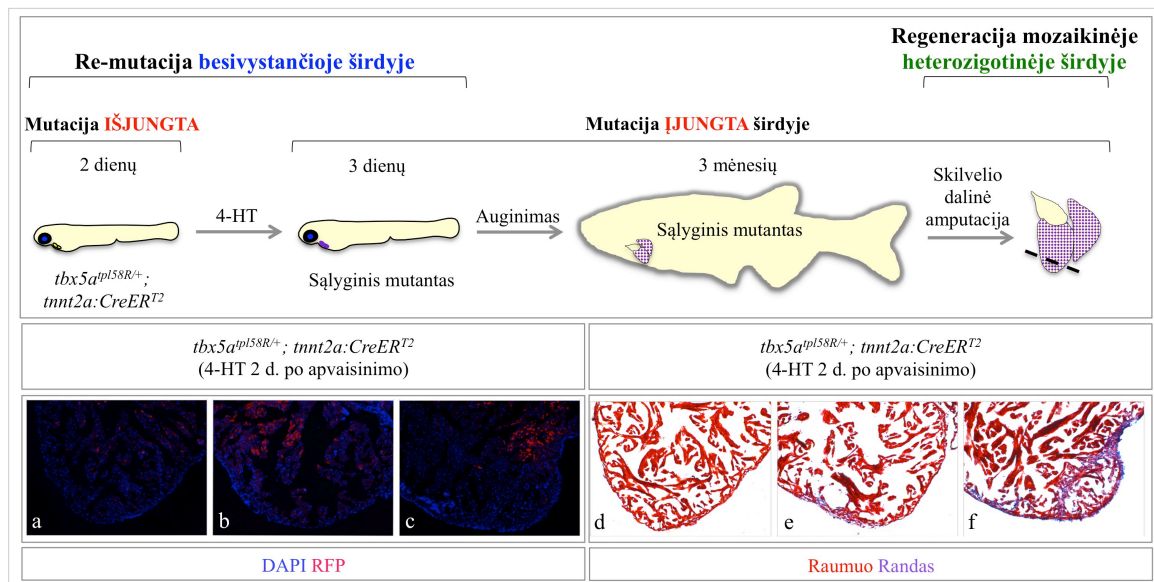 Re-mutacija besivystančioje širdyje
Regeneracija mozaikinėje
heterozigotinėje širdyje
Mutacija IŠJUNGTA
Mutacija ĮJUNGTA širdyje
2 dienų
3 dienų
3 mėnesių
Skilvelio
dalinė
amputacija
4-HT
Auginimas
Sąlyginis mutantas
tbx5a^tpl58R/+;
tnnt2a:CreER^T2
Sąlyginis mutantas
tbx5a^tpl58R/+; tnnt2a:CreER^T2
(4-HT 2 d. po apvaisinimo)
tbx5a^tpl58R/+; tnnt2a:CreER^T2
(4-HT 2 d. po apvaisinimo)
a
b
c
d
e
f
DAPI RFP
Raumuo Randas